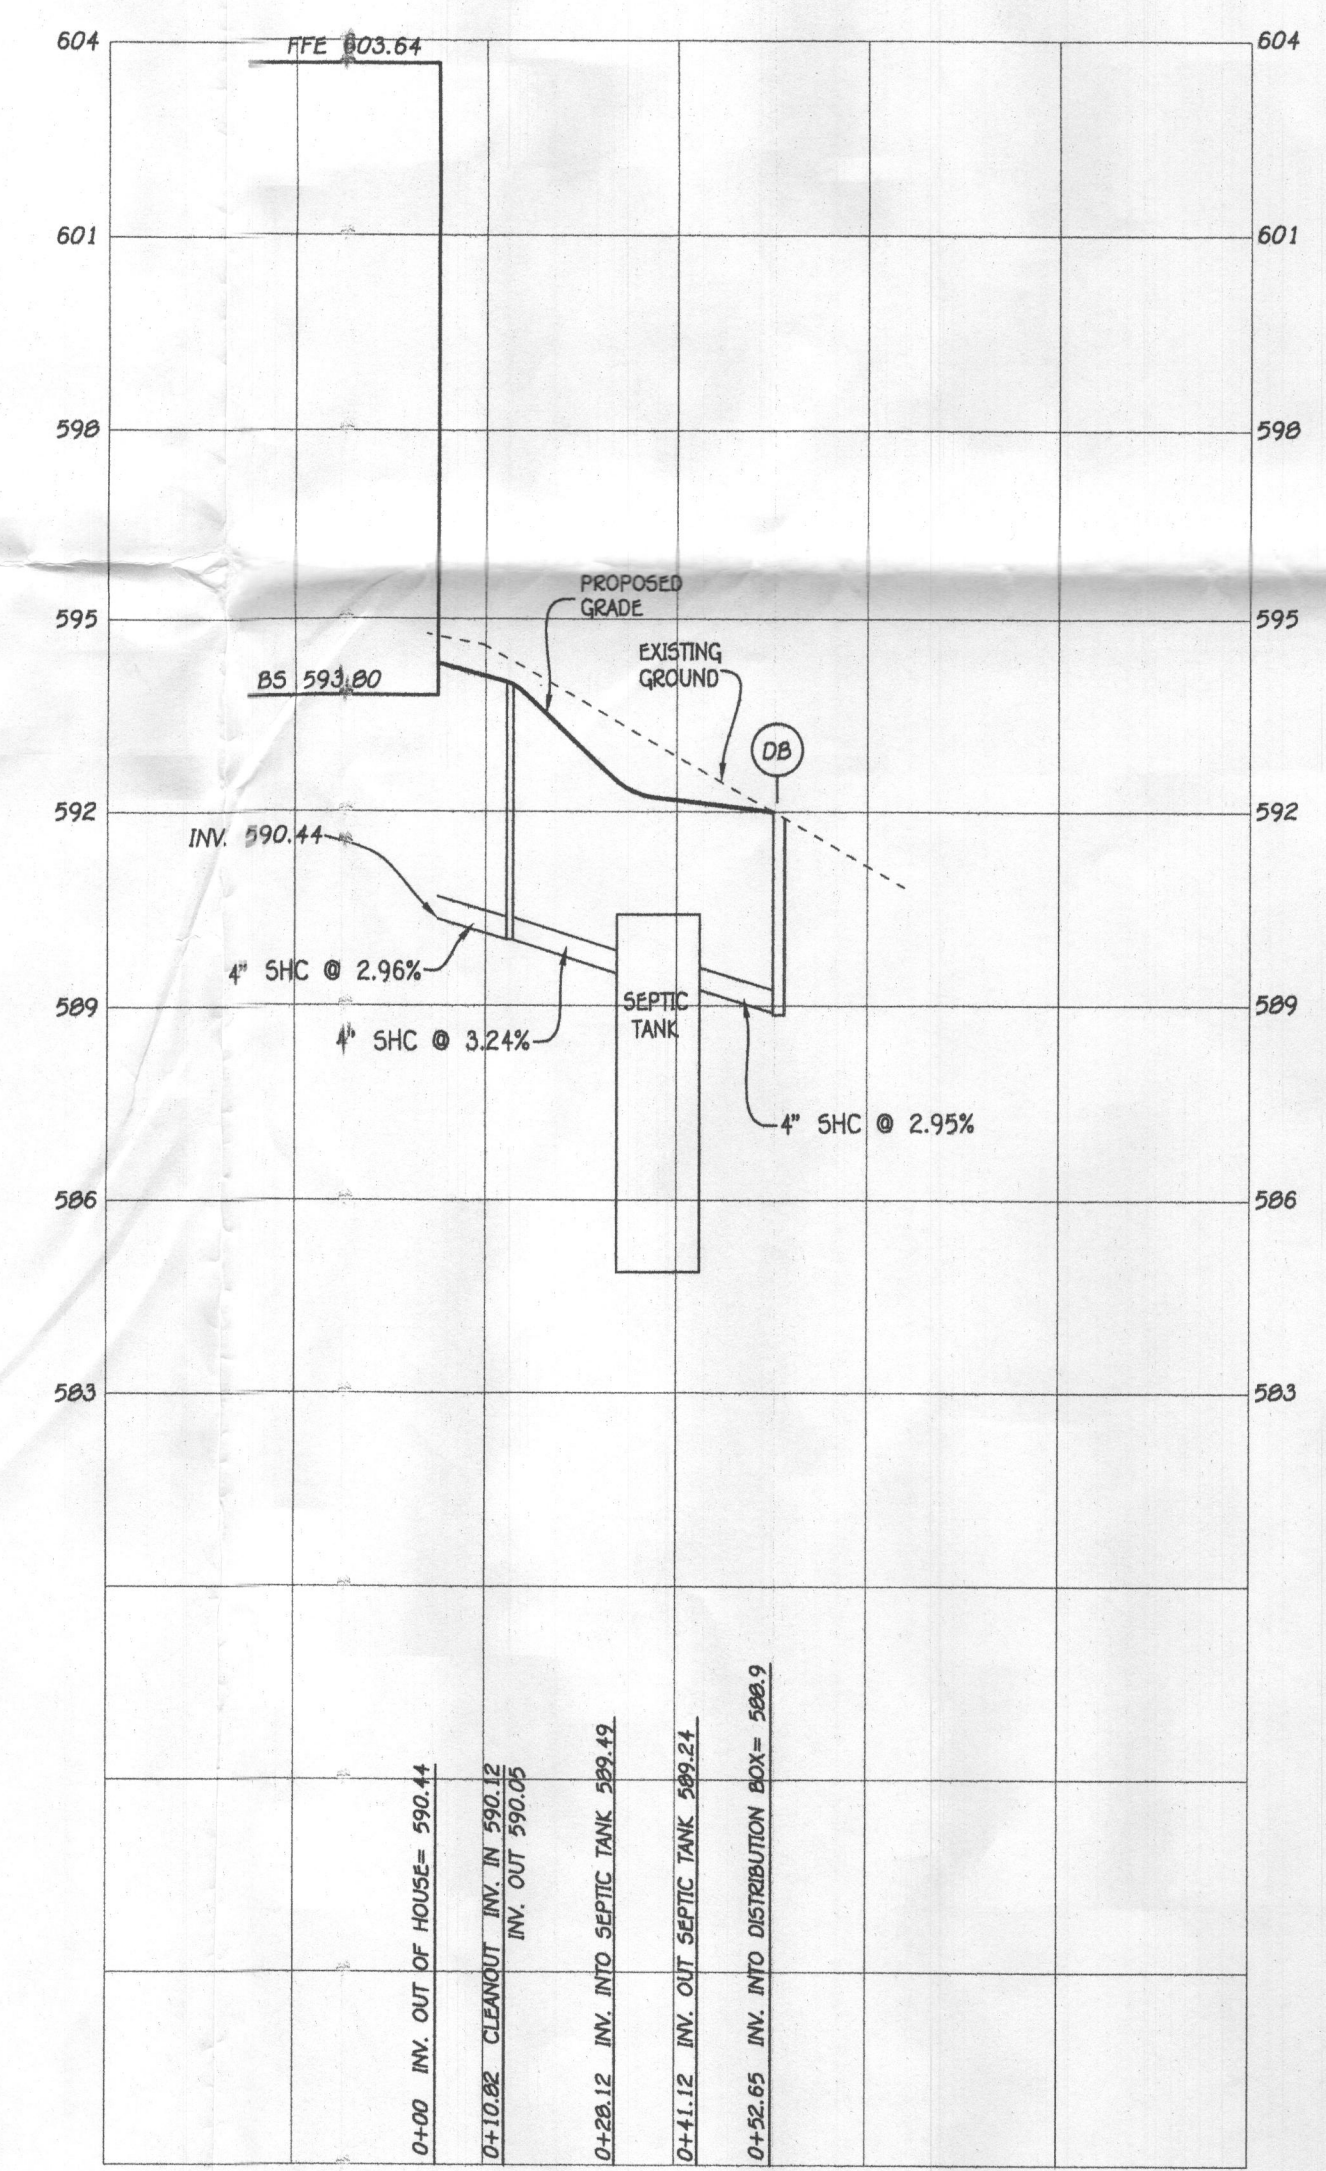 604
FFE 603.64
604
601
601
598
598
PROPOSED
GRADE
595
595
EXISTING
GROUND
BS 593.80
DB
592
592
INV. 590.44
4" SHC @ 2.96%
589
SEPTIC
TANK
589
4" SHC @ 3.24%
4" SHC @ 2.95%
586
586
583
583
0+00 INV. OUT OF HOUSE= 590.44
0+10.82 CLEANOUT INV. IN 590.12
INV. OUT 590.05
0+28.12 INV. INTO SEPTIC TANK 589.49
0+41.12 INV. OUT SEPTIC TANK 589.24
0+52.65 INV. INTO DISTRIBUTION BOX= 588.9